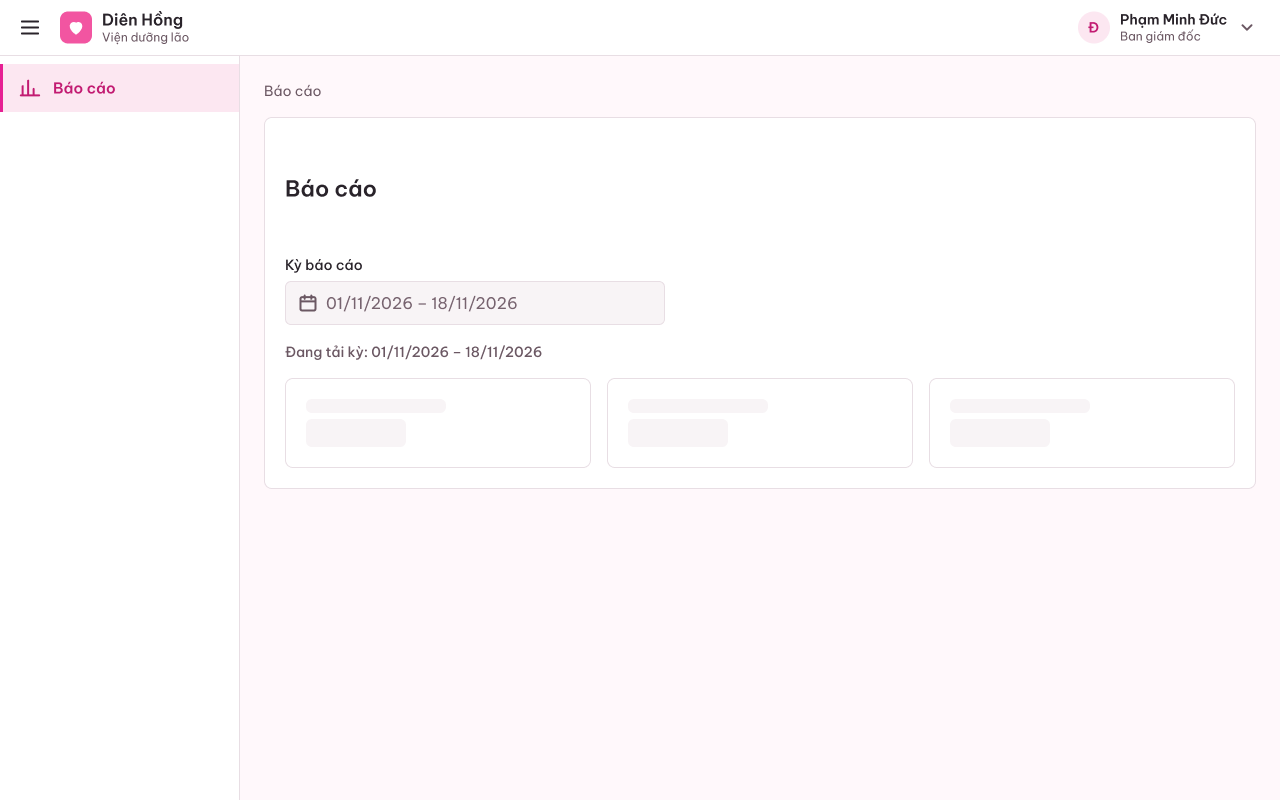 Diên Hồng
Viện dưỡng lão
Đ
Phạm Minh Đức
Ban giám đốc
Báo cáo
Báo cáo
Báo cáo
Kỳ báo cáo
01/11/2026 – 18/11/2026
Đang tải kỳ: 01/11/2026 – 18/11/2026